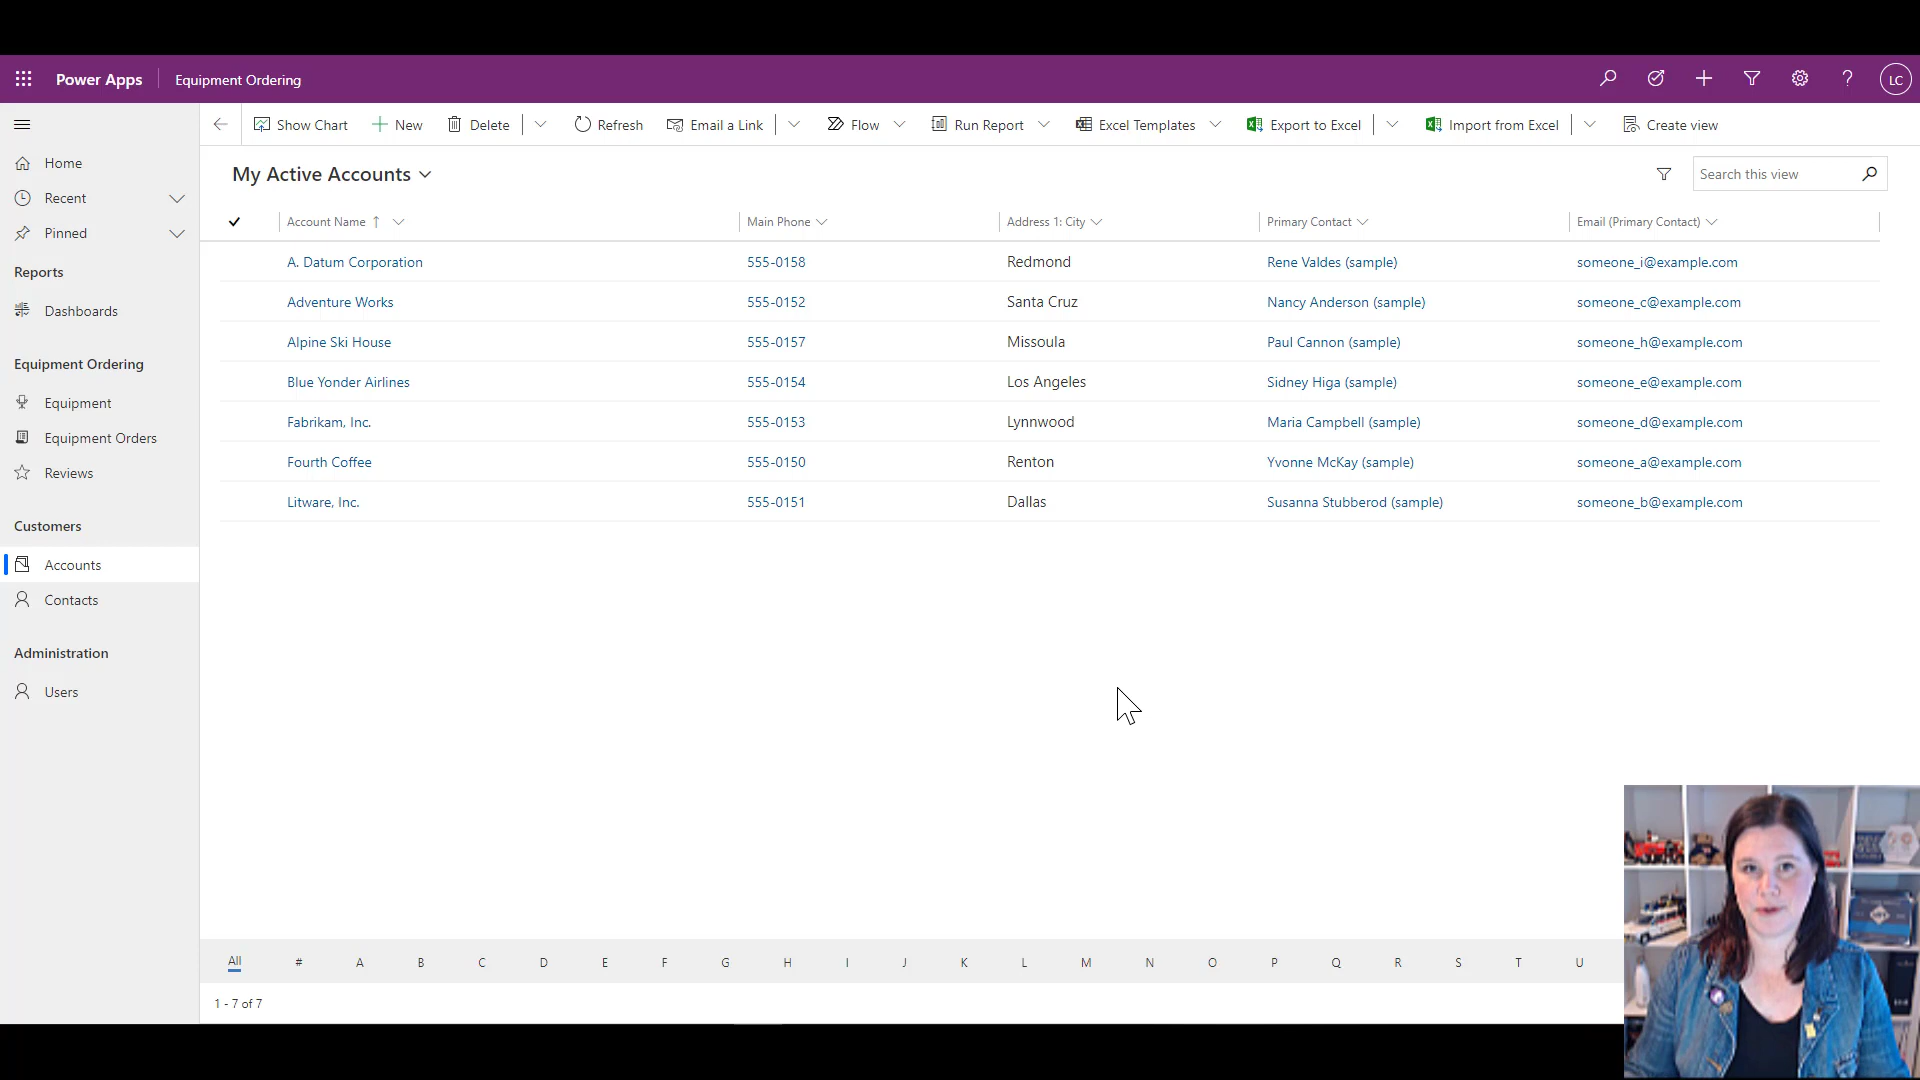 Power Apps
Equipment Ordering
LC
Show Chart
New
Delete
Refresh
Email a Link
Flow
Run Report
Excel Templates
Export to Excel
Import from Excel
Create view
Home
Recent
Pinned
Reports
Dashboards
Equipment Ordering
Equipment
Equipment Orders
Reviews
Customers
Accounts
Contacts
Administration
Users
My Active Accounts
Search this view
Account Name Main Phone Address 1: City Primary Contact Email (Primary Contact)
A. Datum Corporation 555-0158 Redmond Rene Valdes (sample) someone_i@example.com
Adventure Works 555-0152 Santa Cruz Nancy Anderson (sample) someone_c@example.com
Alpine Ski House 555-0157 Missoula Paul Cannon (sample) someone_h@example.com
Blue Yonder Airlines 555-0154 Los Angeles Sidney Higa (sample) someone_e@example.com
Fabrikam, Inc. 555-0153 Lynnwood Maria Campbell (sample) someone_d@example.com
Fourth Coffee 555-0150 Renton Yvonne McKay (sample) someone_a@example.com
Litware, Inc. 555-0151 Dallas Susanna Stubberod (sample) someone_b@example.com
All # A B C D E F G H I J K L M N O P Q R S T U
1 - 7 of 7